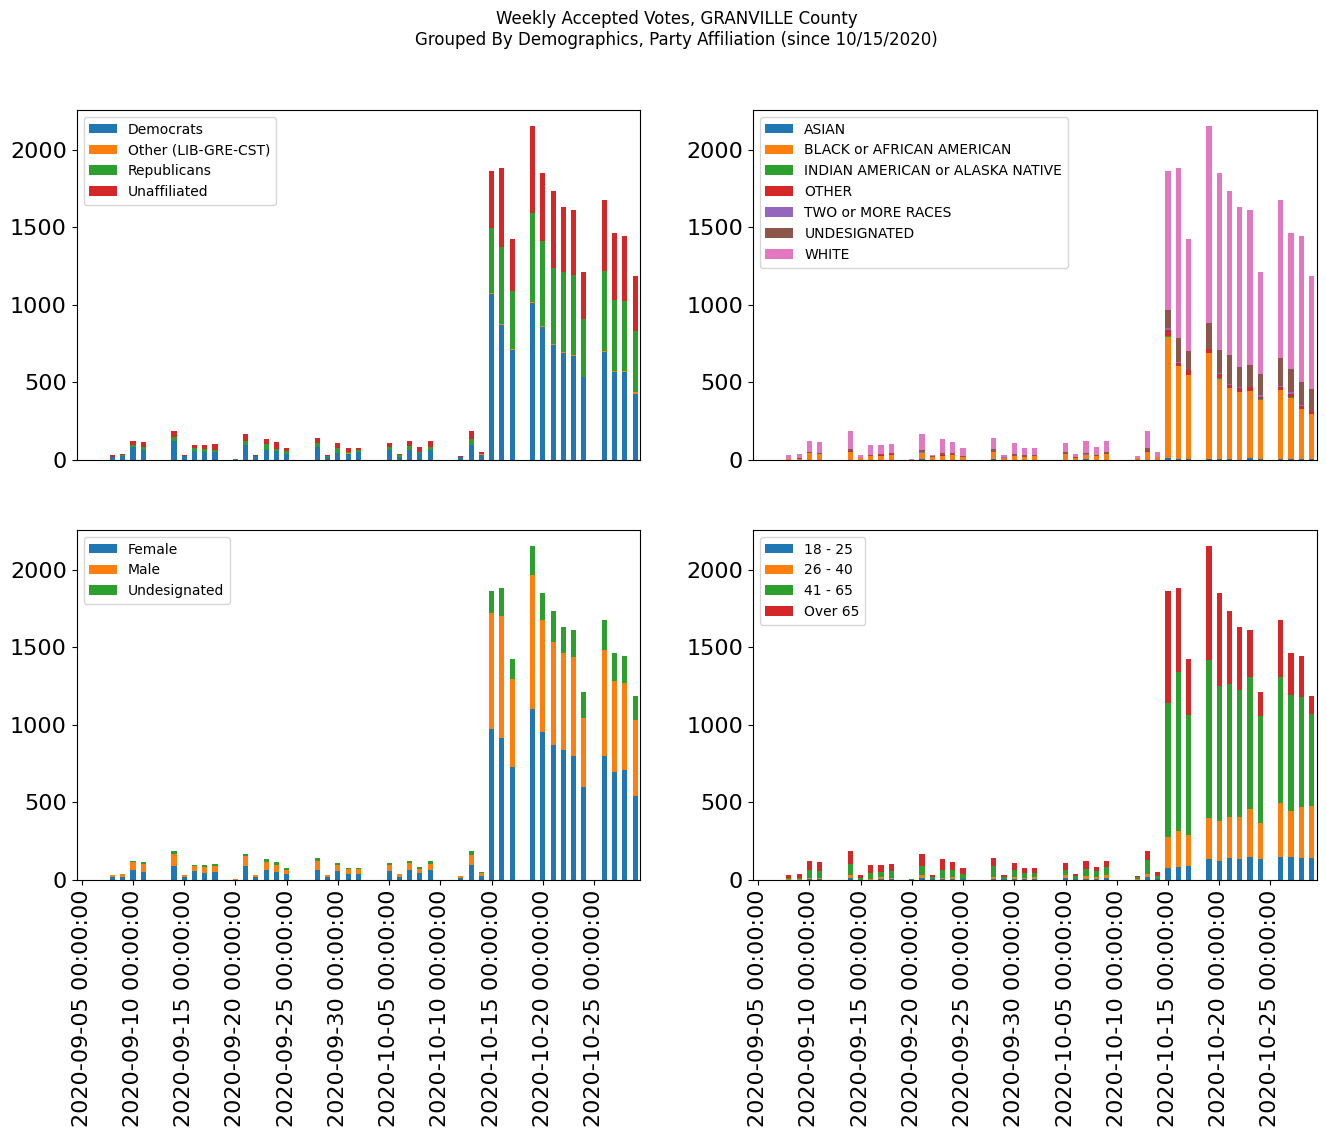 Weekly Accepted Votes, GRANVILLE County
Grouped By Demographics, Party Affiliation (since 10/15/2020)
Democrats
Other (LIB-GRE-CST)
Republicans
Unaffiliated
2000
1500
1000
500
0
ASIAN
BLACK or AFRICAN AMERICAN
INDIAN AMERICAN or ALASKA NATIVE
OTHER
TWO or MORE RACES
UNDESIGNATED
WHITE
2000
1500
1000
500
0
Female
Male
Undesignated
2000
1500
1000
500
0
2020-09-05 00:00:00
2020-09-10 00:00:00
2020-09-15 00:00:00
2020-09-20 00:00:00
2020-09-25 00:00:00
2020-09-30 00:00:00
2020-10-05 00:00:00
2020-10-10 00:00:00
2020-10-15 00:00:00
2020-10-20 00:00:00
2020-10-25 00:00:00
18 - 25
26 - 40
41 - 65
Over 65
2000
1500
1000
500
0
2020-09-05 00:00:00
2020-09-10 00:00:00
2020-09-15 00:00:00
2020-09-20 00:00:00
2020-09-25 00:00:00
2020-09-30 00:00:00
2020-10-05 00:00:00
2020-10-10 00:00:00
2020-10-15 00:00:00
2020-10-20 00:00:00
2020-10-25 00:00:00